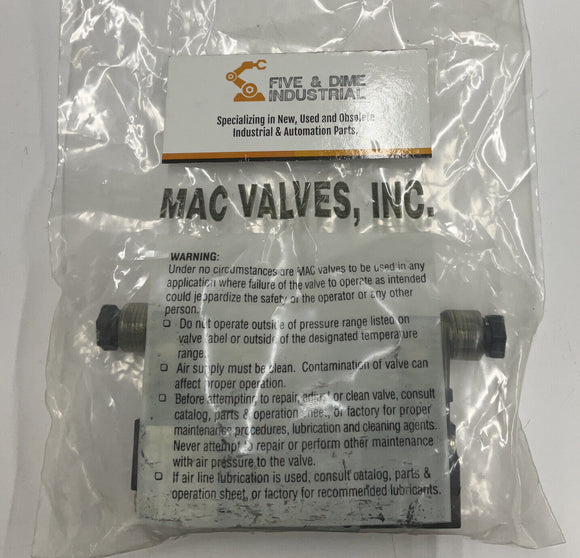 FIVE & DIME
INDUSTRIAL
Specializing in New, Used and Obsolete
Industrial & Automation Parts.
MAC VALVES, INC.
WARNING:
Under no circumstances are MAC valves to be used in any
application where failure of the valve to operate as intended
could jeopardize the safety or the operator or any other
person.
❏ Do not operate outside of pressure range listed on
valve label or outside of the designated temperature
range.
❏ Air supply must be clean. Contamination of valve can
affect proper operation.
❏ Before attempting to repair, adjust or clean valve, consult
catalog, parts & operation sheet, or factory for proper
maintenance procedures, lubrication and cleaning agents.
Never attempt to repair or perform other maintenance
with air pressure to the valve.
❏ If air line lubrication is used, consult catalog, parts &
operation sheet, or factory for recommended lubricants.